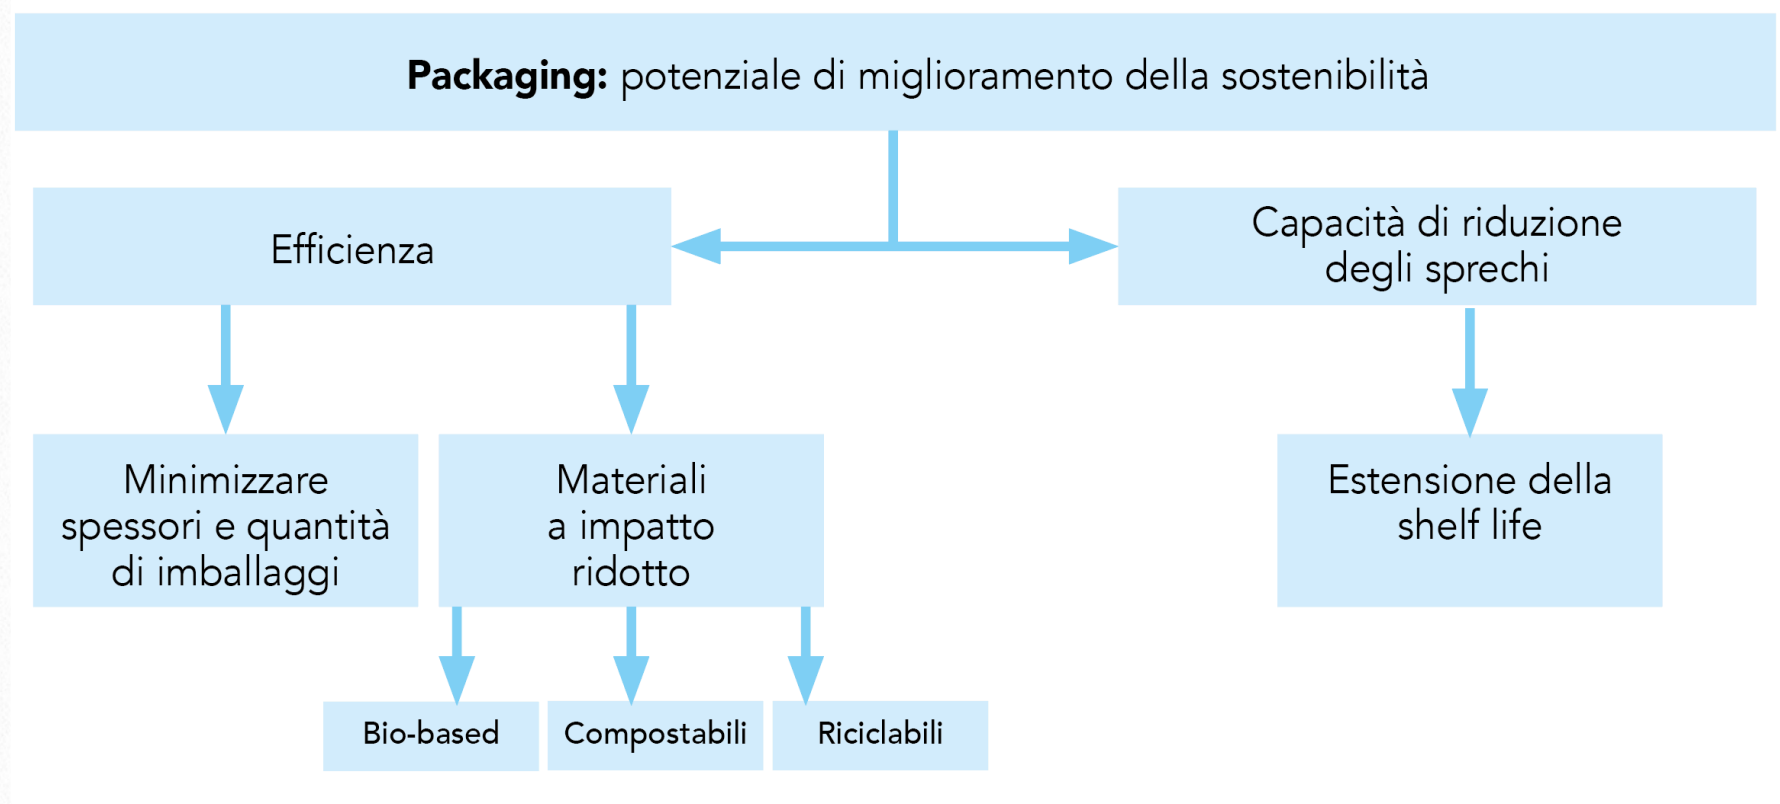 Packaging: potenziale di miglioramento della sostenibilità
Efficienza
Capacità di riduzione
degli sprechi
Minimizzare
spessori e quantità
di imballaggi
Materiali
a impatto
ridotto
Estensione della
shelf life
Bio-based
Compostabili
Riciclabili